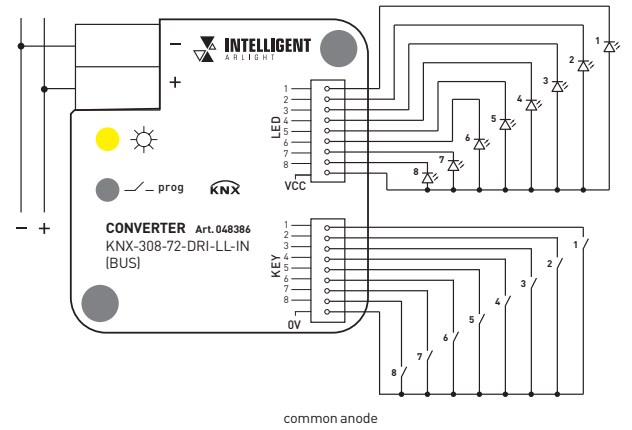 INTELLIGENT
ARLIGHT
−
+
LED
1
2
3
4
5
6
7
8
VCC
1
2
3
4
5
6
7
8
prog
KNX
− +
CONVERTER Art. 048386
KNX-308-72-DRI-LL-IN
(BUS)
KEY
1
2
3
4
5
6
7
8
0V
1
2
3
4
5
6
7
8
common anode